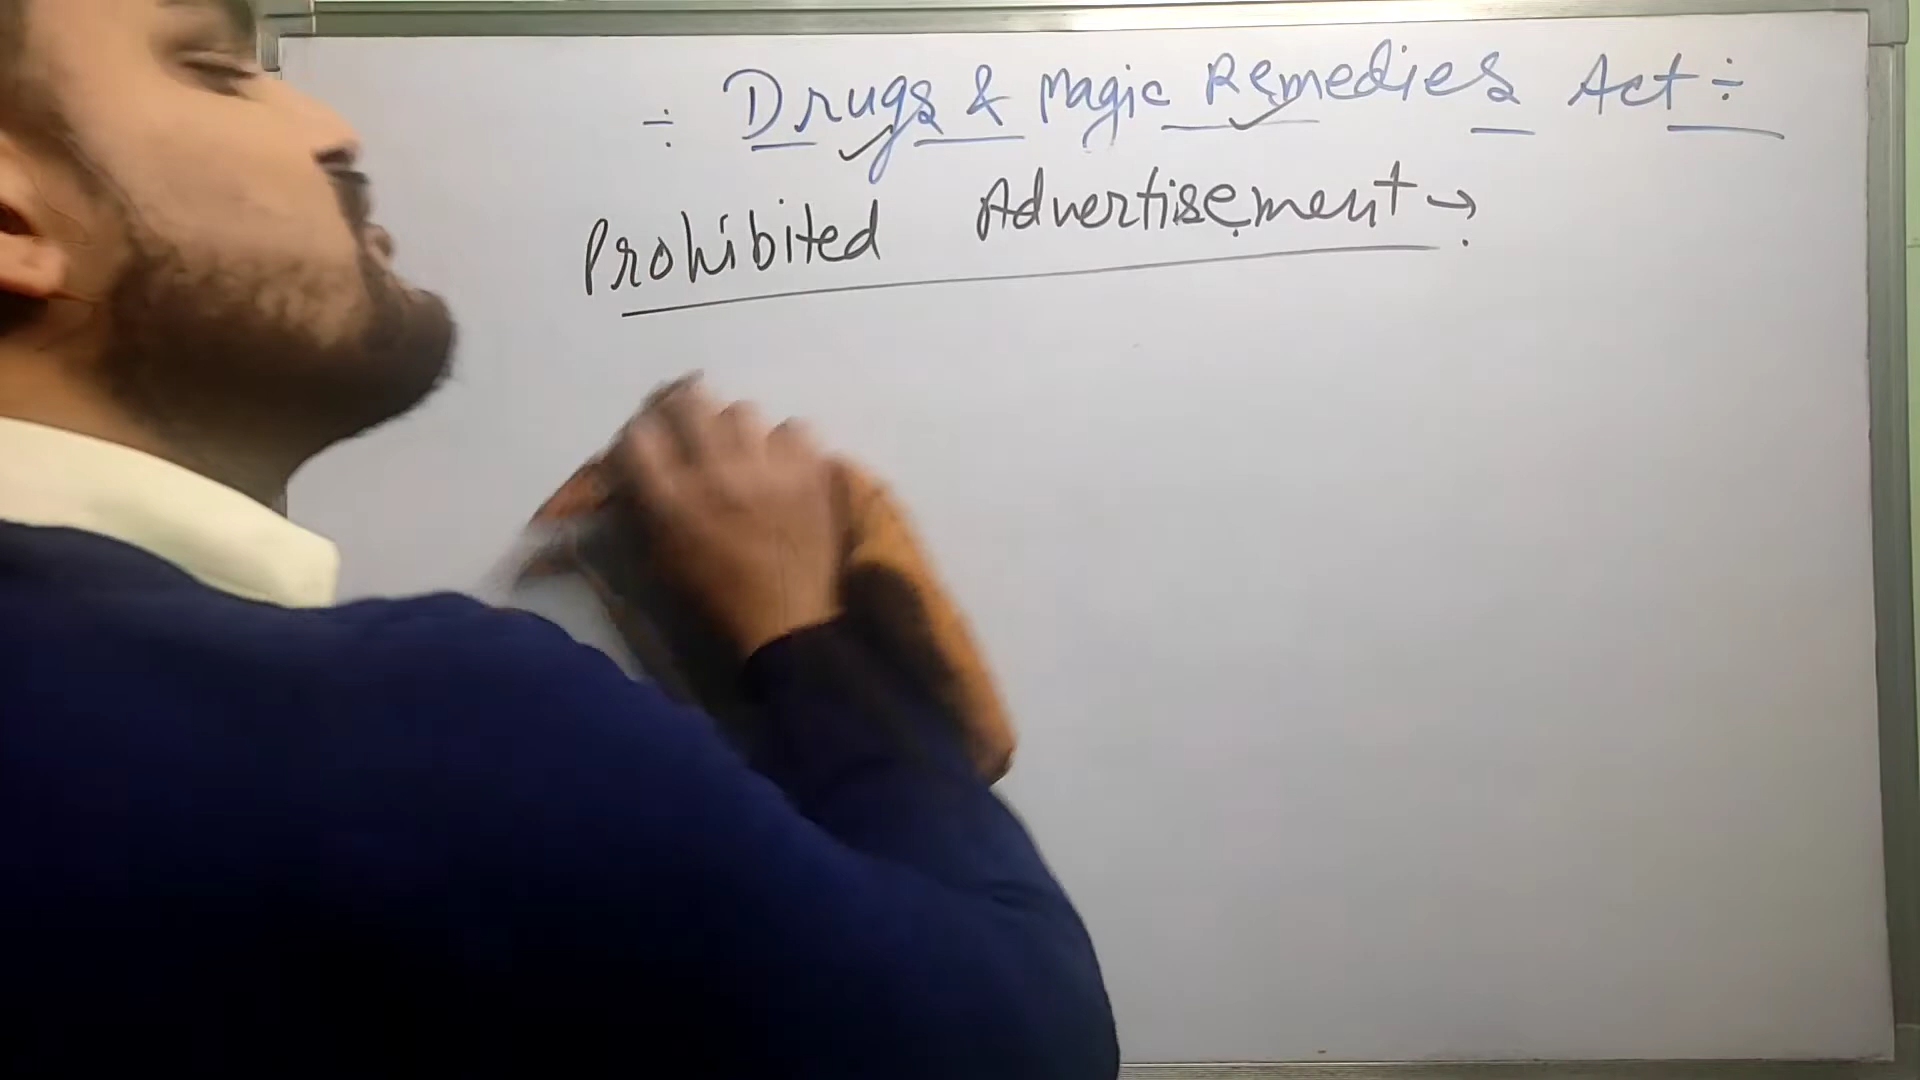 ÷ Drugs & Magic Remedies Act ÷
Prohibited Advertisement →